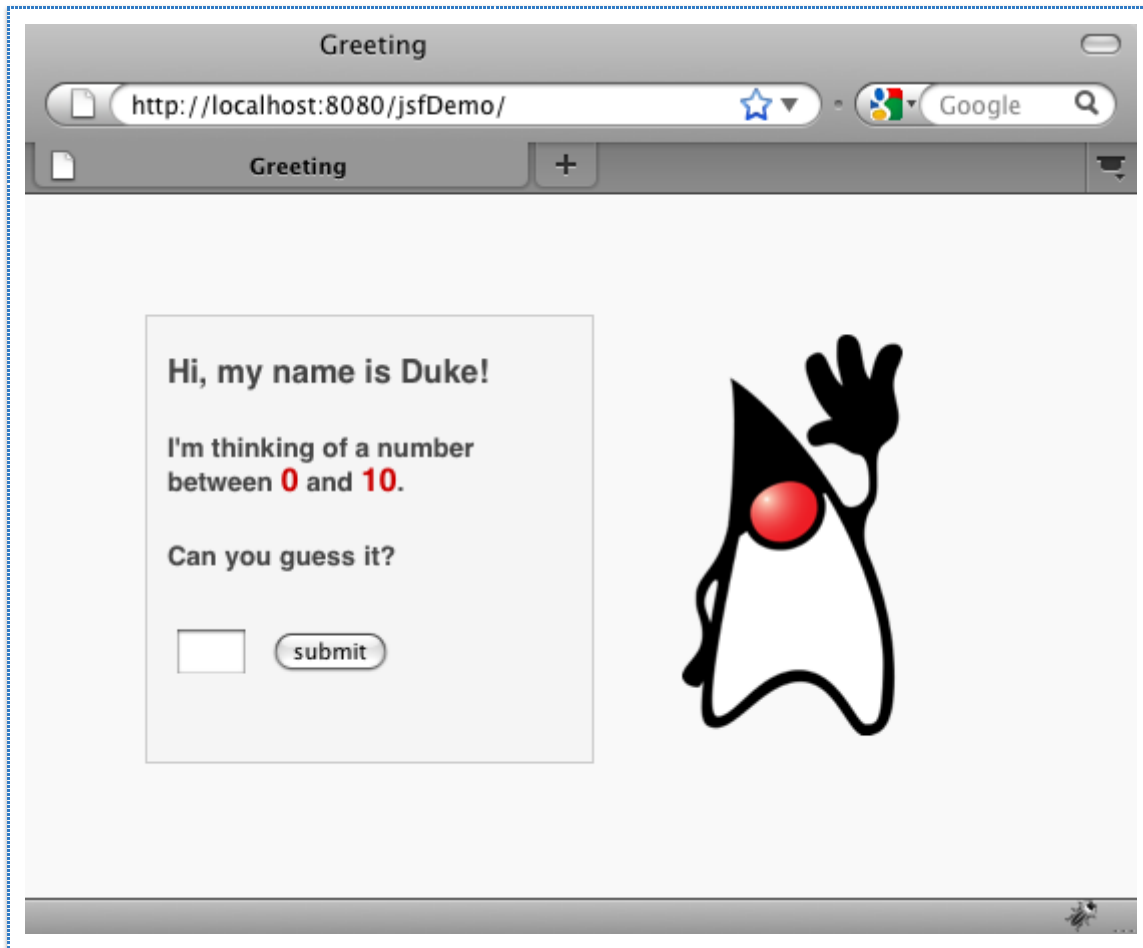 Greeting
http://localhost:8080/jsfDemo/
Google
Greeting
+
Hi, my name is Duke!
I'm thinking of a number
between 0 and 10.
Can you guess it?
submit